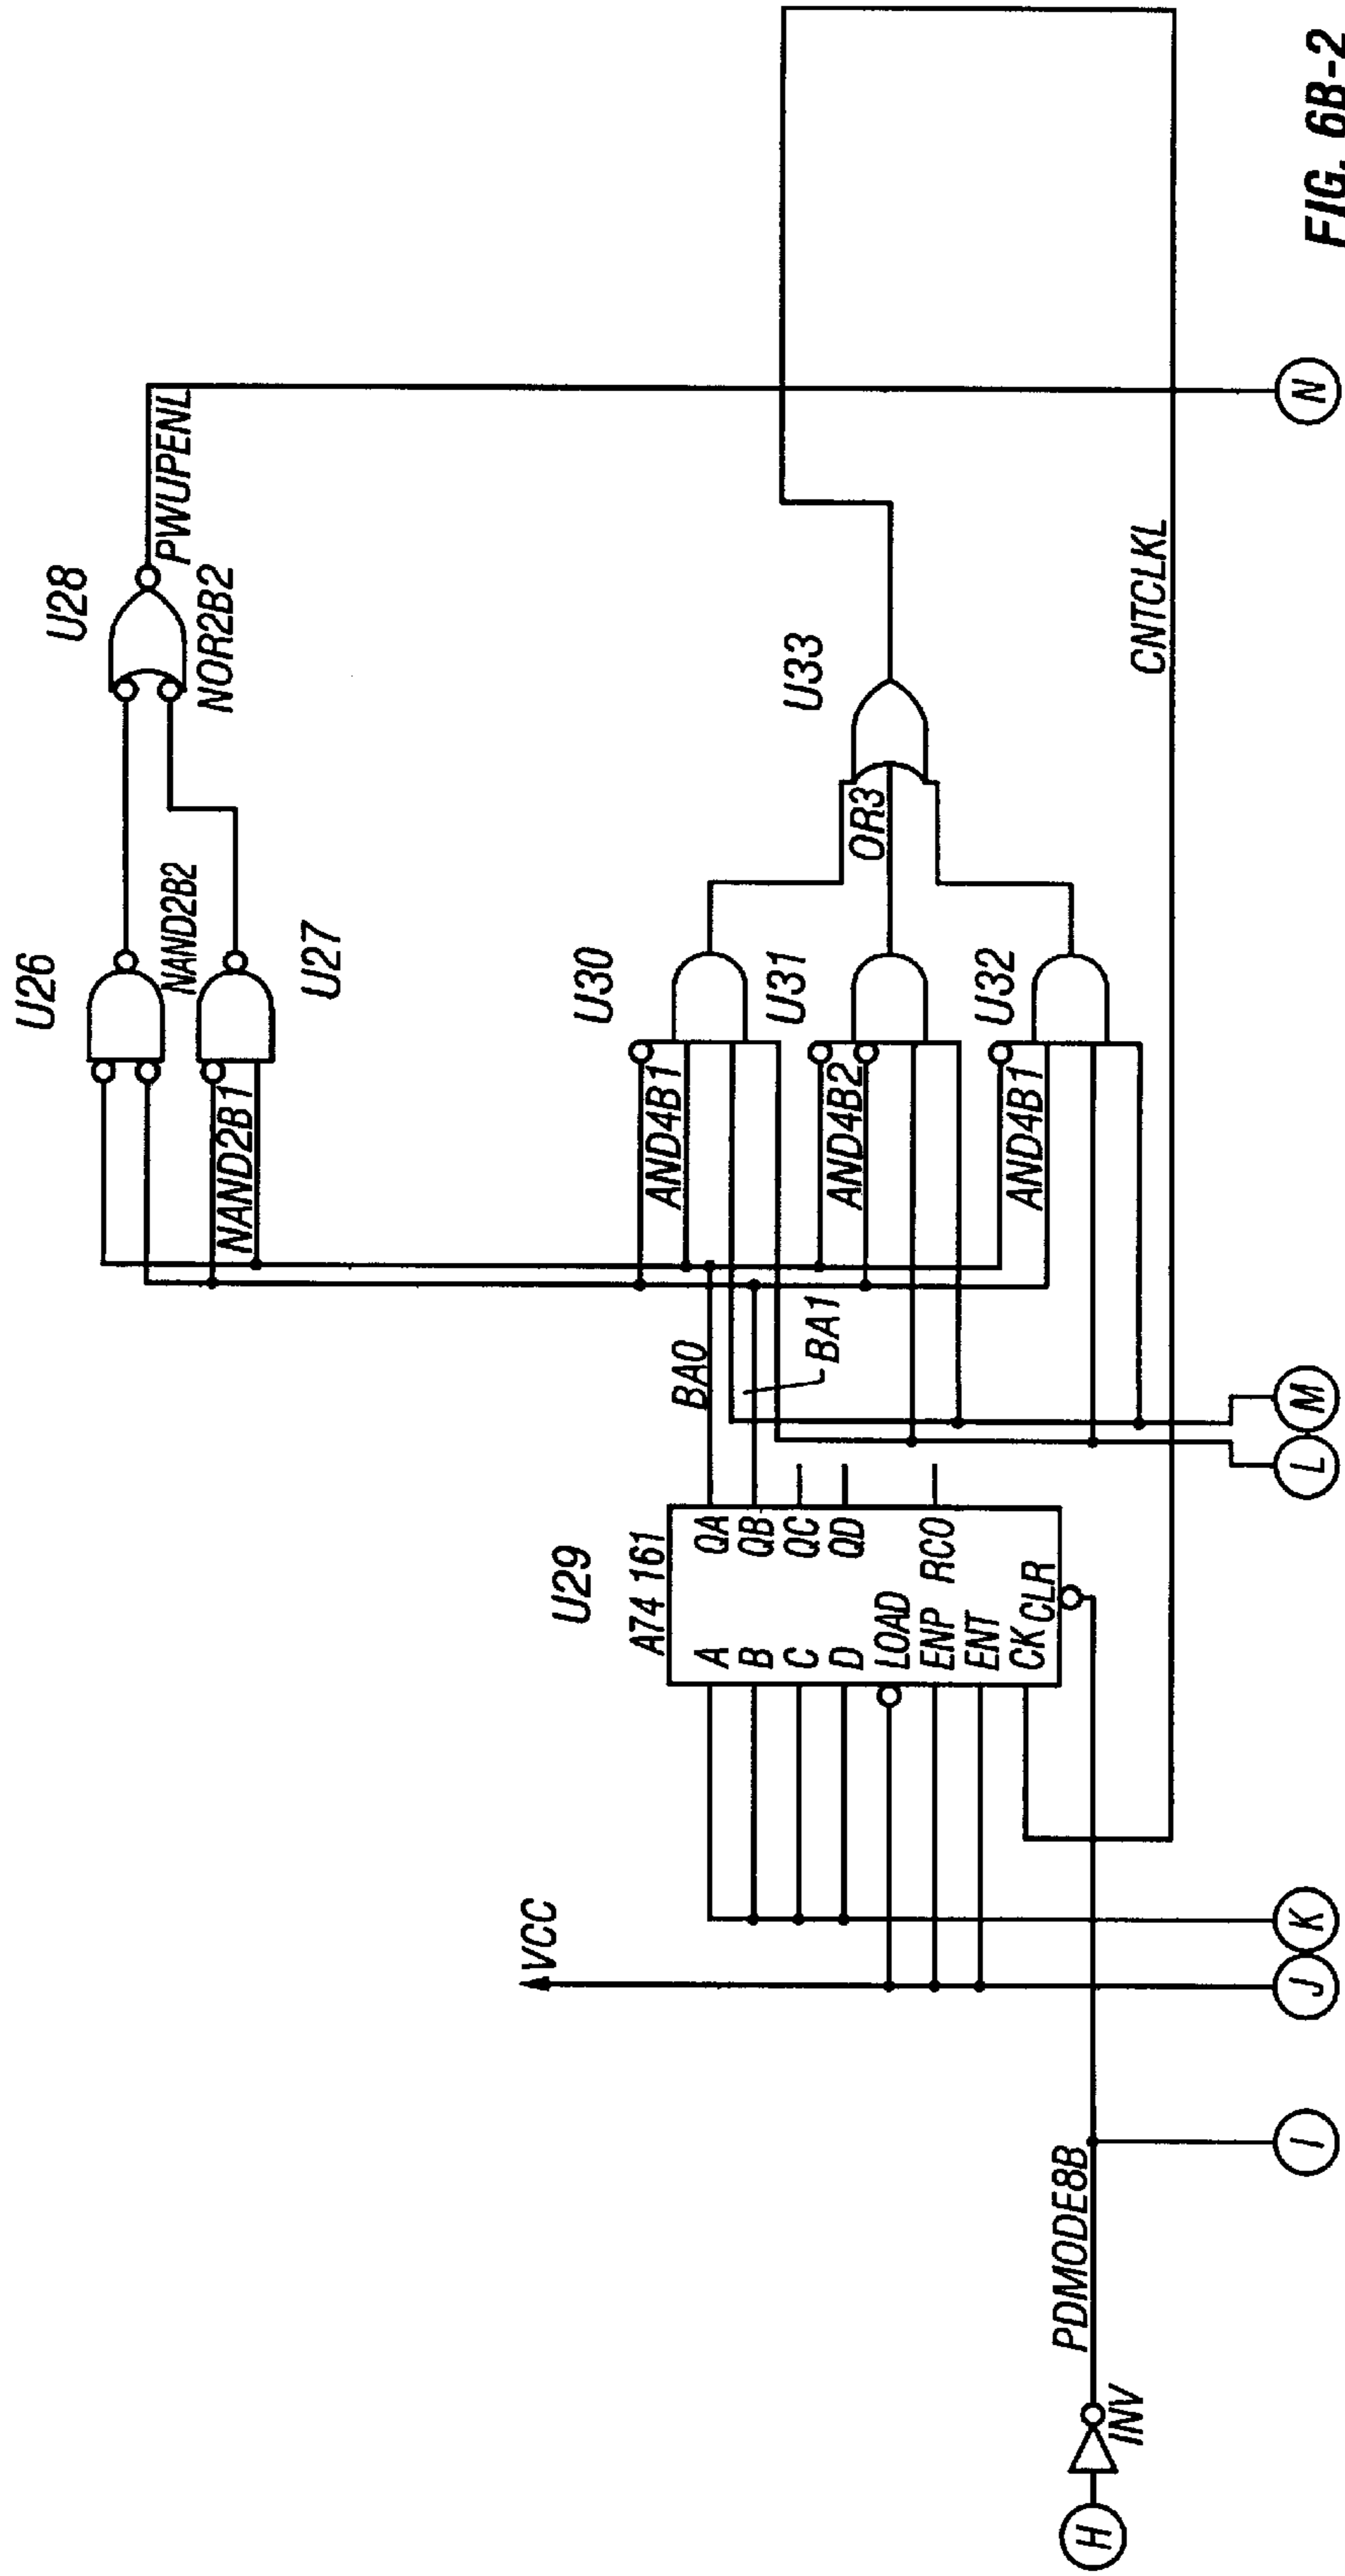 U26
NAND2B2
NAND2B1
U27
U28
NOR2B2
PWUPENL
U29
A74 161
A
B
C
D
LOAD
ENP
ENT
CK
CLR
QA
QB
QC
QD
RCO
BA0
BA1
U30
AND4B1
U31
AND4B2
U32
AND4B1
U33
OR3
CNTCLKL
VCC
PDMODE8B
INV
H
I
J
K
L
M
N
FIG. 6B-2